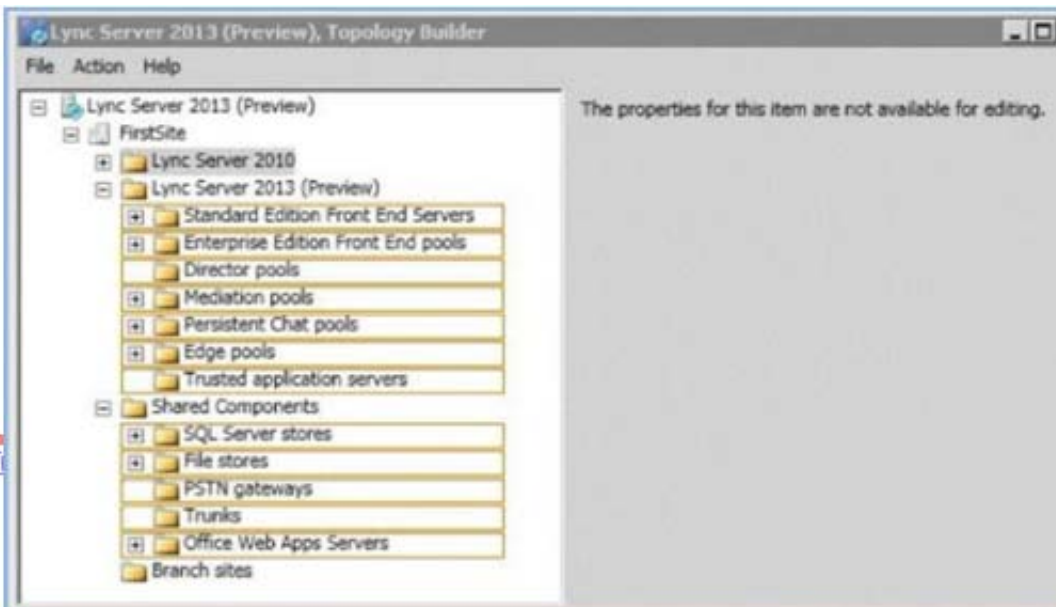 Lync Server 2013 (Preview), Topology Builder
File Action Help
Lync Server 2013 (Preview)
The properties for this item are not available for editing.
FirstSite
Lync Server 2010
Lync Server 2013 (Preview)
Standard Edition Front End Servers
Enterprise Edition Front End pools
Director pools
Mediation pools
Persistent Chat pools
Edge pools
Trusted application servers
Shared Components
SQL Server stores
File stores
PSTN gateways
Trunks
Office Web Apps Servers
Branch sites